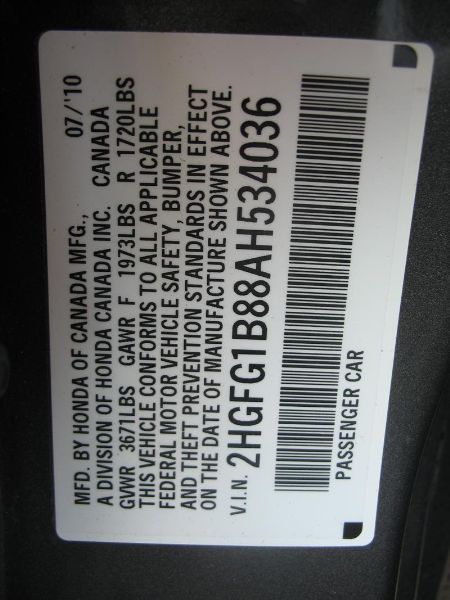 MFD. BY HONDA OF CANADA MFG., 07/'10
A DIVISION OF HONDA CANADA INC. CANADA
GVWR 3671LBS GAWR F 1973LBS R 1720LBS
THIS VEHICLE CONFORMS TO ALL APPLICABLE
FEDERAL MOTOR VEHICLE SAFETY, BUMPER,
AND THEFT PREVENTION STANDARDS IN EFFECT
ON THE DATE OF MANUFACTURE SHOWN ABOVE.
V.I.N. 2HGFG1B88AH534036
PASSENGER CAR